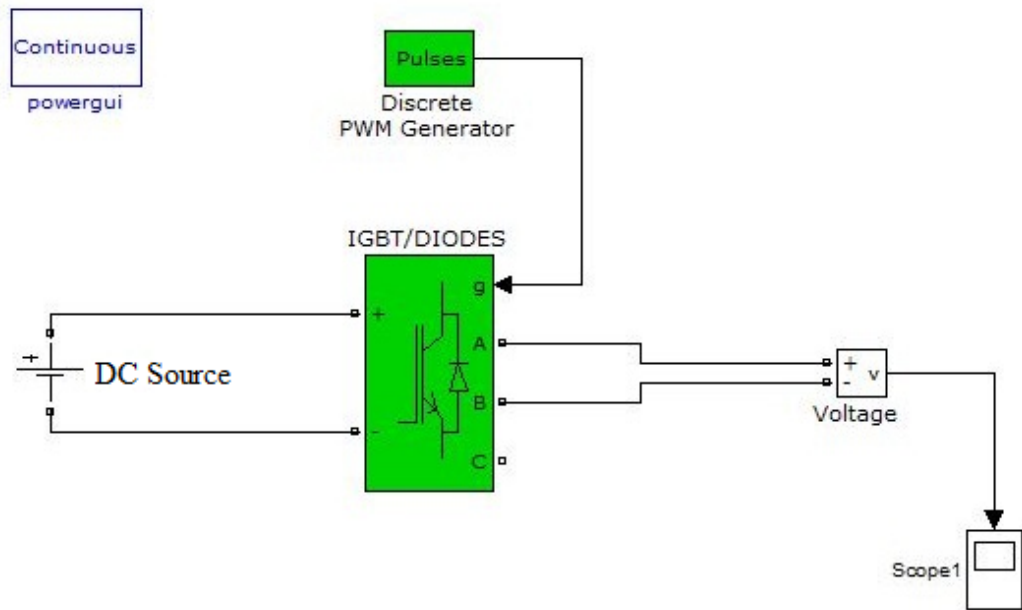 Continuous
powergui
Pulses
Discrete
PWM Generator
IGBT/DIODES
g
+
A
+
DC Source
B
-
C
+
-
v
Voltage
Scope1